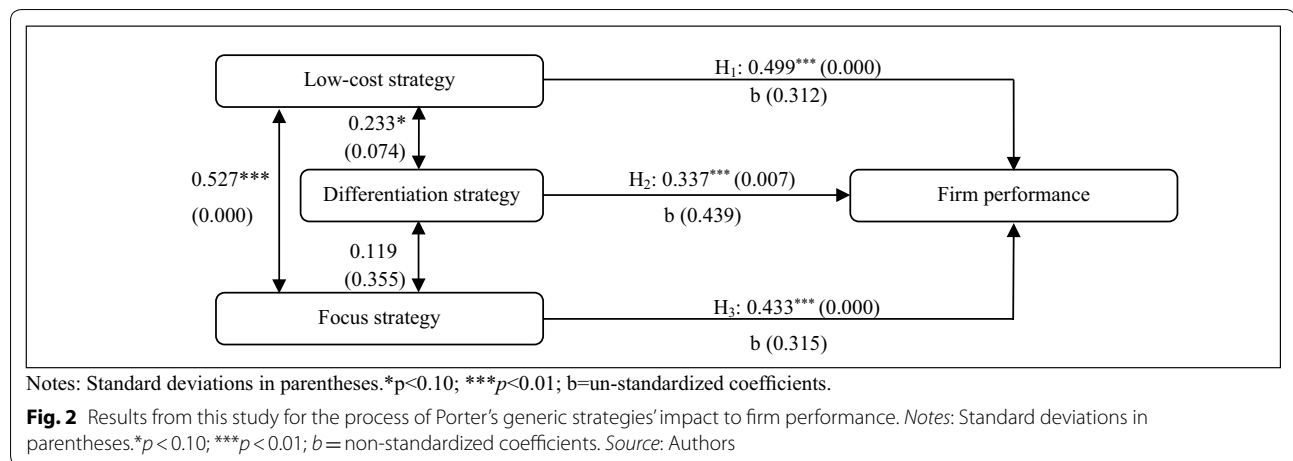 Low-cost strategy
H₁: 0.499*** (0.000)
b (0.312)
0.233*
(0.074)
0.527***
(0.000)
Differentiation strategy
H₂: 0.337*** (0.007)
b (0.439)
Firm performance
0.119
(0.355)
Focus strategy
H₃: 0.433*** (0.000)
b (0.315)
Notes: Standard deviations in parentheses.*p<0.10; ***p<0.01; b=un-standardized coefficients.
Fig. 2 Results from this study for the process of Porter's generic strategies' impact to firm performance. Notes: Standard deviations in
parentheses.*p < 0.10; ***p < 0.01; b = non-standardized coefficients. Source: Authors